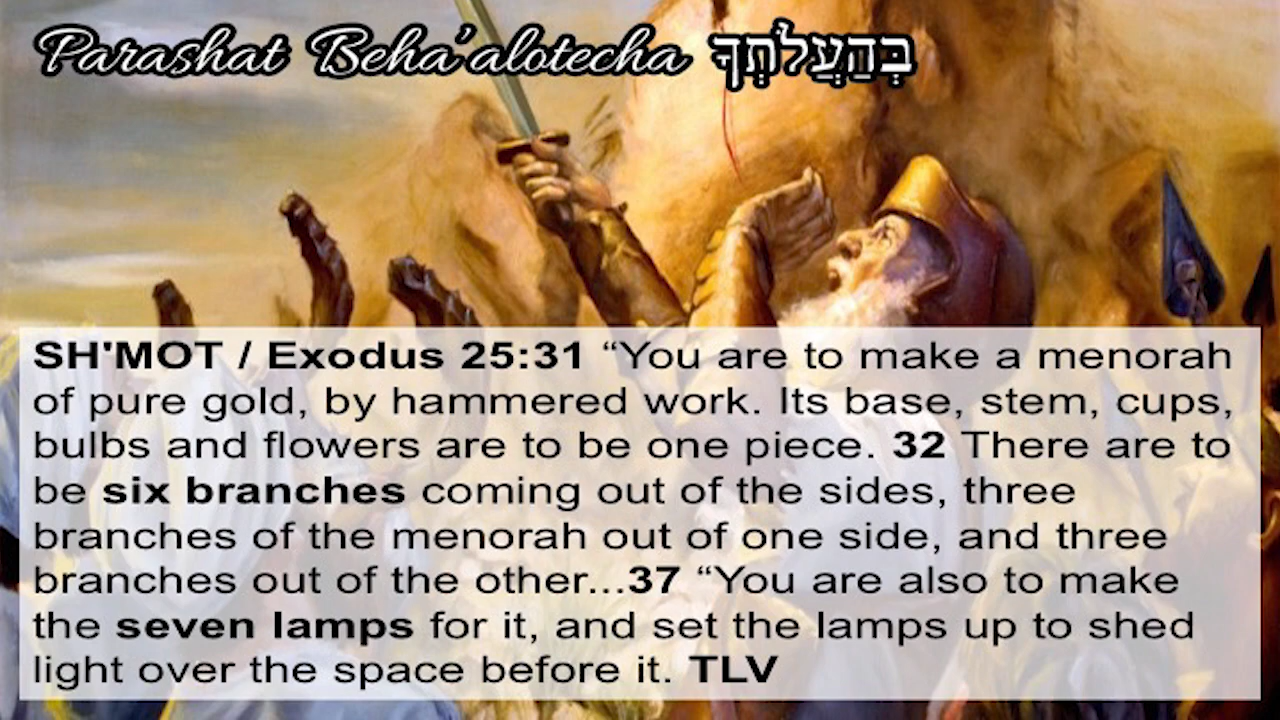 Parashat Beha'alotecha בְּהַעֲלֹתְךָ
SH'MOT / Exodus 25:31 “You are to make a menorah
of pure gold, by hammered work. Its base, stem, cups,
bulbs and flowers are to be one piece. 32 There are to
be six branches coming out of the sides, three
branches of the menorah out of one side, and three
branches out of the other...37 “You are also to make
the seven lamps for it, and set the lamps up to shed
light over the space before it. TLV